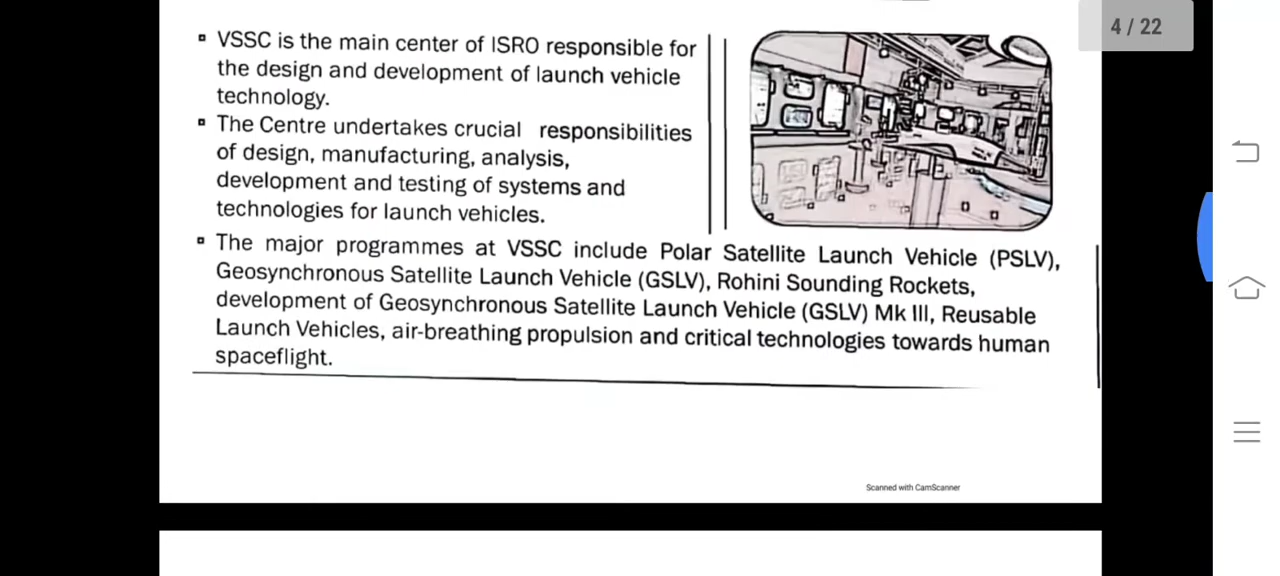 4 / 22
▫ VSSC is the main center of ISRO responsible for
the design and development of launch vehicle
technology.
▫ The Centre undertakes crucial responsibilities
of design, manufacturing, analysis,
development and testing of systems and
technologies for launch vehicles.
▫ The major programmes at VSSC include Polar Satellite Launch Vehicle (PSLV),
Geosynchronous Satellite Launch Vehicle (GSLV), Rohini Sounding Rockets,
development of Geosynchronous Satellite Launch Vehicle (GSLV) Mk III, Reusable
Launch Vehicles, air-breathing propulsion and critical technologies towards human
spaceflight.
Scanned with CamScanner